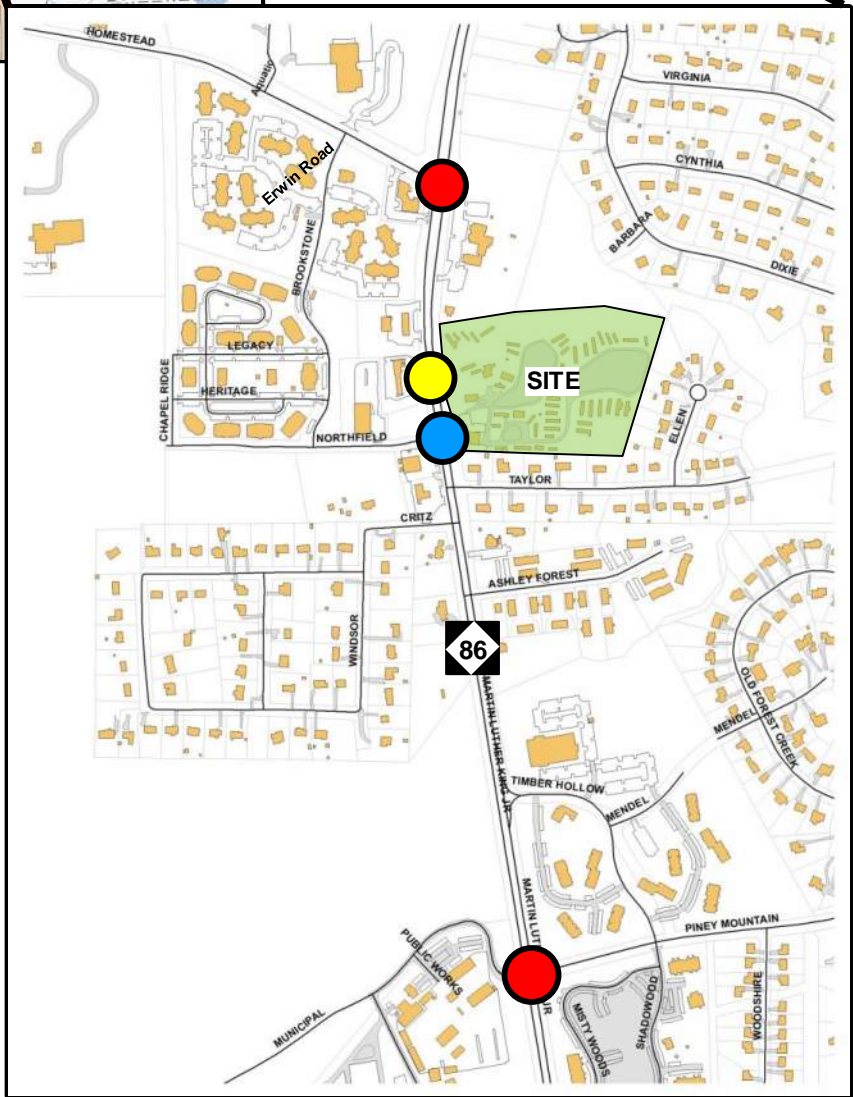 HOMESTEAD
Aquatic
VIRGINIA
CYNTHIA
Erwin Road
BARBARA
DIXIE
BROOKSTONE
LEGACY
SITE
HERITAGE
CHAPEL RIDGE
ELLEN
NORTHFIELD
TAYLOR
CRITZ
ASHLEY FOREST
WINDSOR
86
OLD FOREST CREEK
MENDEL
MARTIN LUTHER KING JR
TIMBER HOLLOW
MENDEL
PINEY MOUNTAIN
PUBLIC WORKS
MUNICIPAL
MISTY WOODS
SHADOWOOD
WOODSHIRE